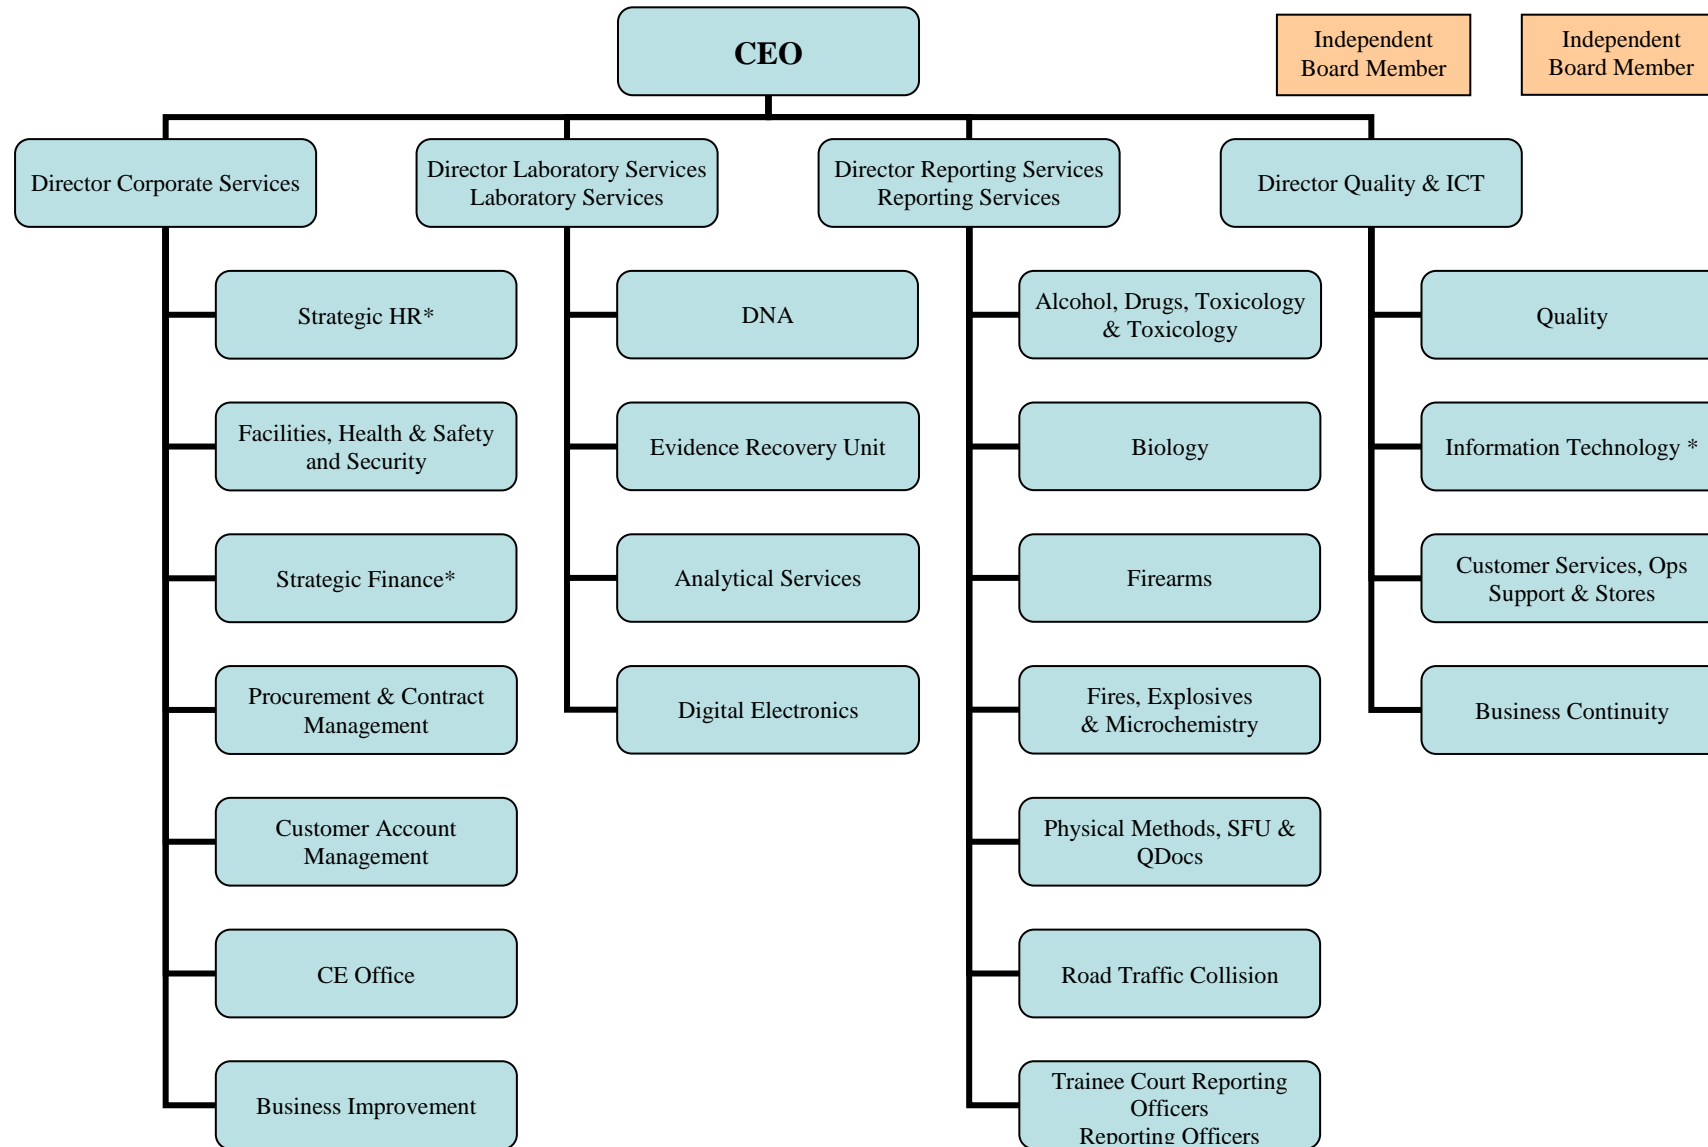 CEO
Independent
Board Member
Independent
Board Member
Director Corporate Services
Director Laboratory Services
Laboratory Services
Director Reporting Services
Reporting Services
Director Quality & ICT
Strategic HR*
Facilities, Health & Safety
and Security
Strategic Finance*
Procurement & Contract
Management
Customer Account
Management
CE Office
Business Improvement
DNA
Evidence Recovery Unit
Analytical Services
Digital Electronics
Alcohol, Drugs, Toxicology
& Toxicology
Biology
Firearms
Fires, Explosives
& Microchemistry
Physical Methods, SFU &
QDocs
Road Traffic Collision
Trainee Court Reporting
Officers
Reporting Officers
Quality
Information Technology *
Customer Services, Ops
Support & Stores
Business Continuity